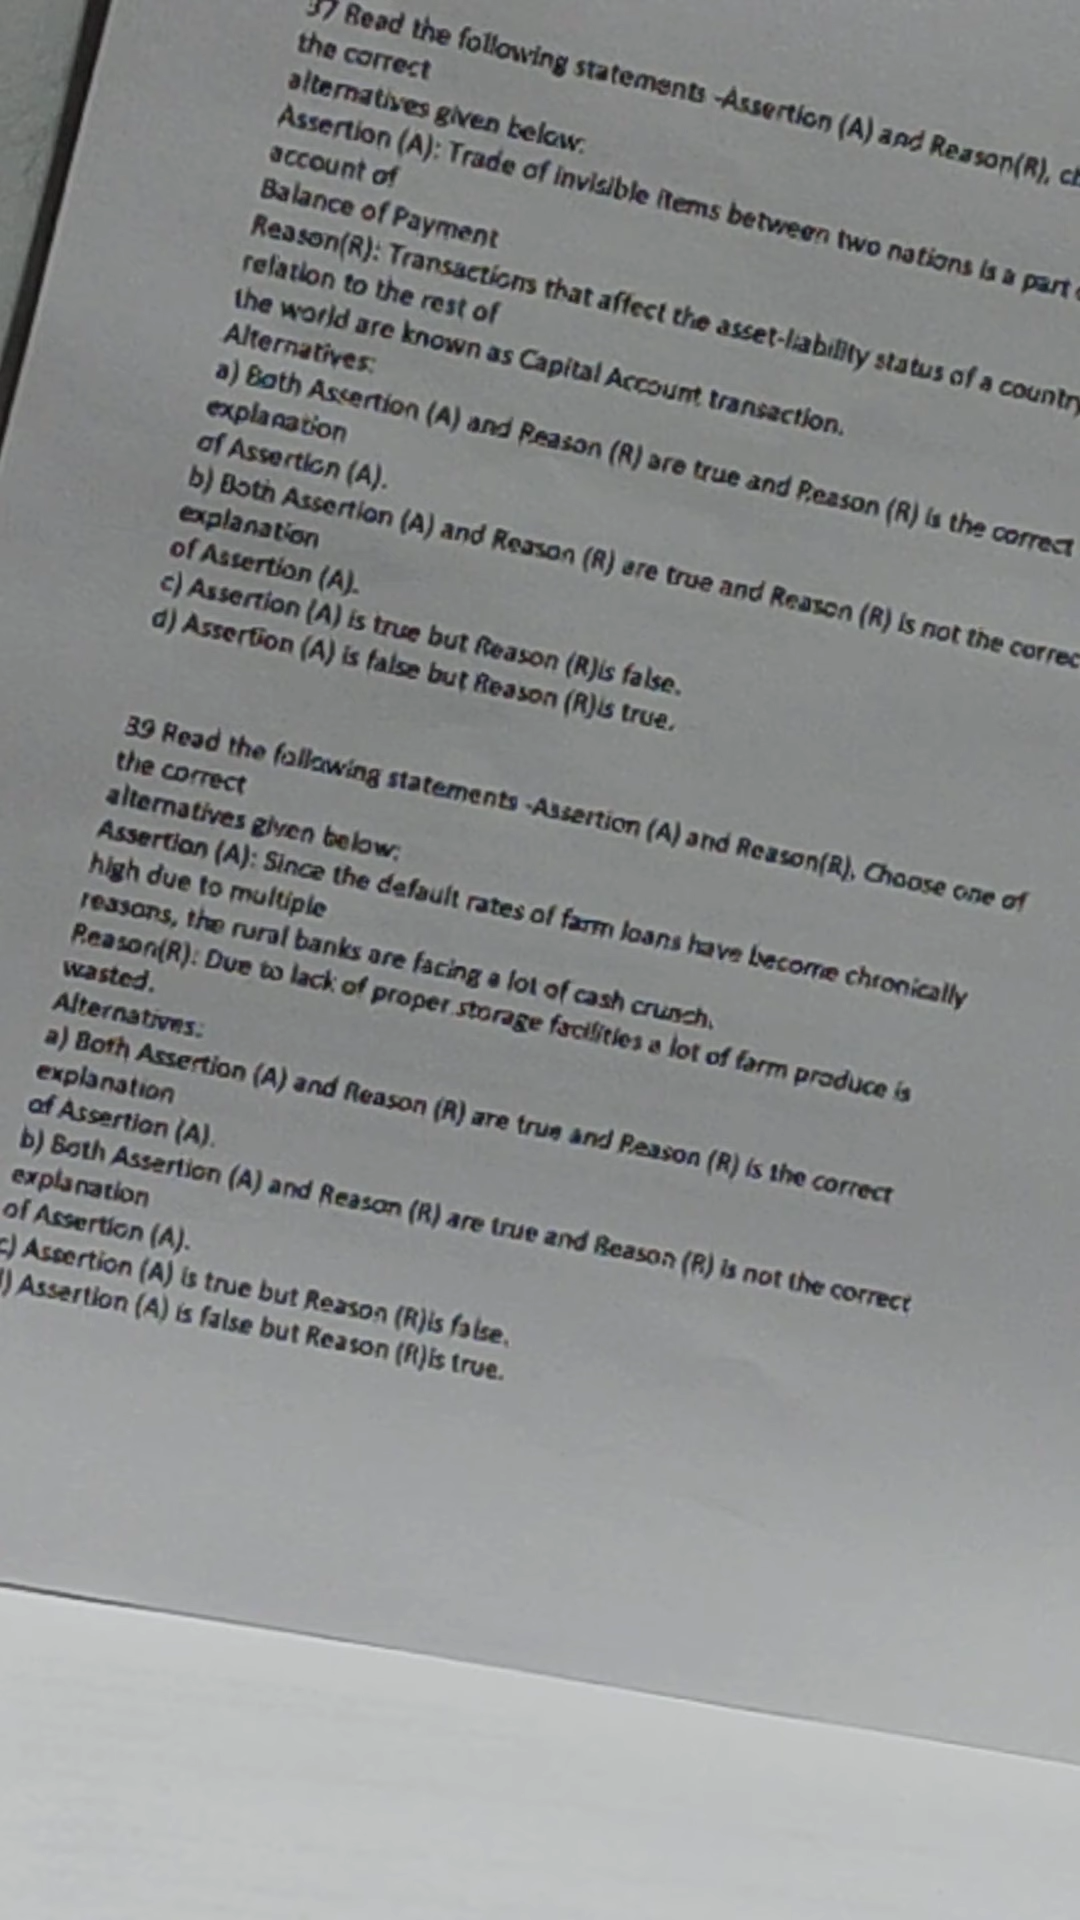 37 Read the following statements -Assertion (A) and Reason(R),
the correct
alternatives given below:
Assertion (A): Trade of invisible items between two nations is a part
account of
Balance of Payment
Reason(R): Transactions that affect the asset-liability status of a country
relation to the rest of
the world are known as Capital Account transaction.
Alternatives:
a) Both Assertion (A) and Reason (R) are true and Reason (R) is the correct
explanation
of Assertion (A).
b) Both Assertion (A) and Reason (R) are true and Reason (R) is not the correc
explanation
of Assertion (A).
c) Assertion (A) is true but Reason (R)is false.
d) Assertion (A) is false but Reason (R)is true.
39 Read the following statements -Assertion (A) and Reason(R), Choose one of
the correct
alternatives given below:
Assertion (A): Since the default rates of farm loans have become chronically
high due to multiple
reasons, the rural banks are facing a lot of cash crunch.
Reason(R): Due to lack of proper storage facilities a lot of farm produce is
wasted.
Alternatives:
a) Both Assertion (A) and Reason (R) are true and Reason (R) is the correct
explanation
of Assertion (A).
b) Both Assertion (A) and Reason (R) are true and Reason (R) is not the correct
explanation
of Assertion (A).
c) Assertion (A) is true but Reason (R)is false.
) Assertion (A) is false but Reason (R)is true.